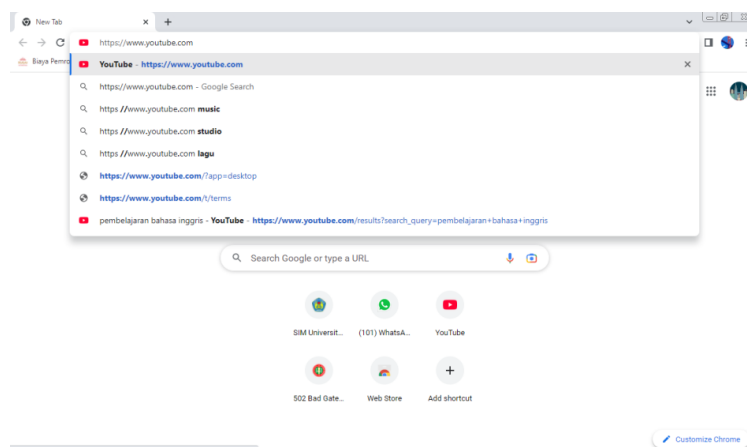 New Tab
https://www.youtube.com
Biaya Pemro
YouTube - https://www.youtube.com
https://www.youtube.com - Google Search
https //www.youtube.com music
https //www.youtube.com studio
https //www.youtube.com lagu
https://www.youtube.com/?app=desktop
https://www.youtube.com/t/terms
pembelajaran bahasa inggris - YouTube - https://www.youtube.com/results?search_query=pembelajaran+bahasa+inggris
Search Google or type a URL
SIM Universit... (101) WhatsA... YouTube
502 Bad Gate... Web Store Add shortcut
Customize Chrome